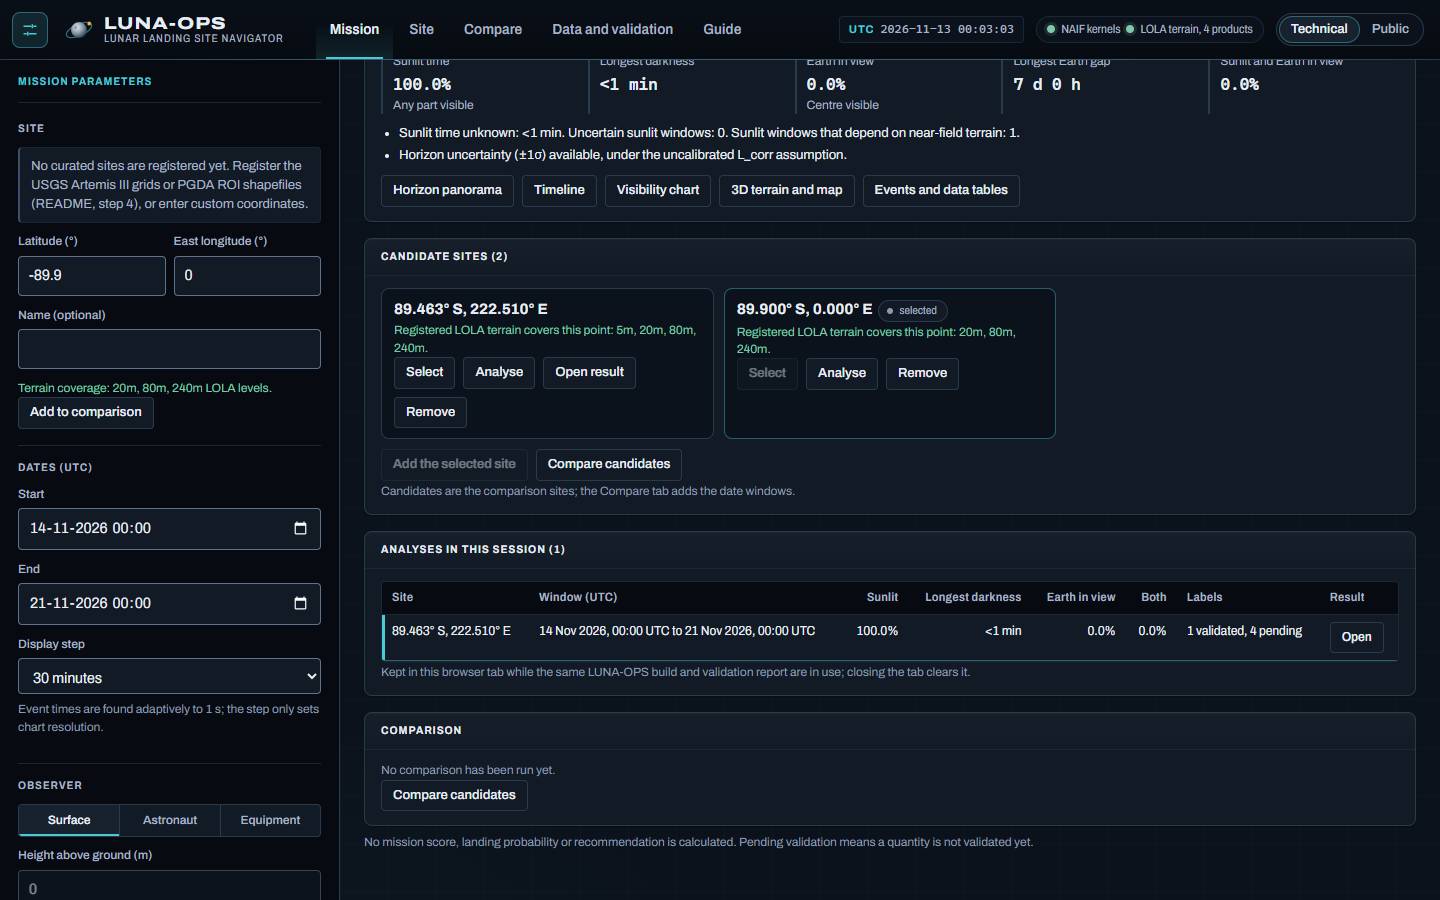 LUNA-OPS
LUNAR LANDING SITE NAVIGATOR
Mission
Site
Compare
Data and validation
Guide
UTC 2026-11-13 00:03:03
NAIF kernels
LOLA terrain, 4 products
Technical
Public
MISSION PARAMETERS
SITE
No curated sites are registered yet. Register the
USGS Artemis III grids or PGDA ROI shapefiles
(README, step 4), or enter custom coordinates.
Latitude (°)
East longitude (°)
-89.9
0
Name (optional)
Terrain coverage: 20m, 80m, 240m LOLA levels.
Add to comparison
DATES (UTC)
Start
14-11-2026 00:00
End
21-11-2026 00:00
Display step
30 minutes
Event times are found adaptively to 1 s; the step only sets
chart resolution.
OBSERVER
Surface
Astronaut
Equipment
Height above ground (m)
0
Sunlit time
Longest darkness
Earth in view
Longest Earth gap
Sunlit and Earth in view
100.0%
<1 min
0.0%
7 d 0 h
0.0%
Any part visible
Centre visible
• Sunlit time unknown: <1 min. Uncertain sunlit windows: 0. Sunlit windows that depend on near-field terrain: 1.
• Horizon uncertainty (±1σ) available, under the uncalibrated L_corr assumption.
Horizon panorama
Timeline
Visibility chart
3D terrain and map
Events and data tables
CANDIDATE SITES (2)
89.463° S, 222.510° E
Registered LOLA terrain covers this point: 5m, 20m, 80m,
240m.
Select
Analyse
Open result
Remove
89.900° S, 0.000° E
selected
Registered LOLA terrain covers this point: 20m, 80m,
240m.
Select
Analyse
Remove
Add the selected site
Compare candidates
Candidates are the comparison sites; the Compare tab adds the date windows.
ANALYSES IN THIS SESSION (1)
Site
Window (UTC)
Sunlit
Longest darkness
Earth in view
Both
Labels
Result
89.463° S, 222.510° E
14 Nov 2026, 00:00 UTC to 21 Nov 2026, 00:00 UTC
100.0%
<1 min
0.0%
0.0%
1 validated, 4 pending
Open
Kept in this browser tab while the same LUNA-OPS build and validation report are in use; closing the tab clears it.
COMPARISON
No comparison has been run yet.
Compare candidates
No mission score, landing probability or recommendation is calculated. Pending validation means a quantity is not validated yet.